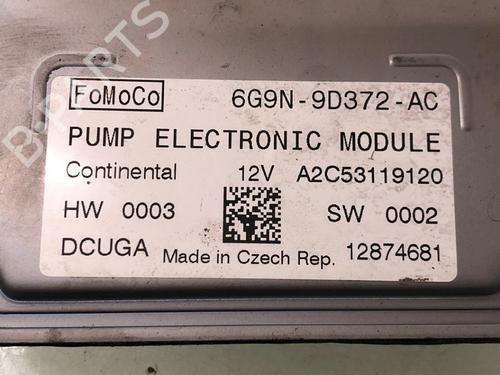 FoMoCo 6G9N-9D372-AC
PUMP ELECTRONIC MODULE
Continental 12V A2C53119120
HW 0003 SW 0002
DCUGA Made in Czech Rep. 12874681
B-PARTS